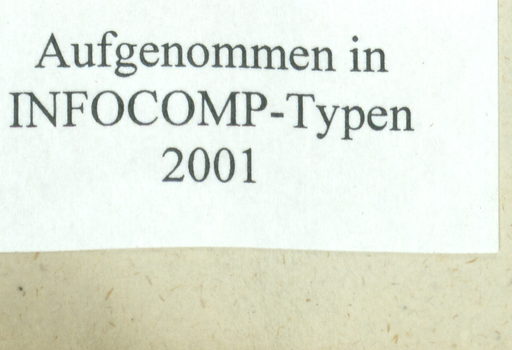 Aufgenommen in
INFOCOMP-Typen
2001